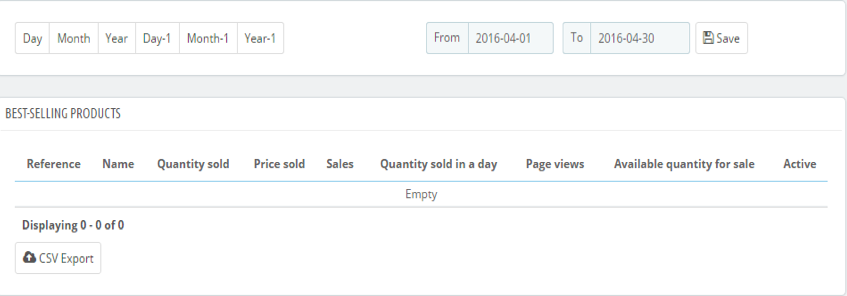 Day Month Year Day-1 Month-1 Year-1 From 2016-04-01 To 2016-04-30 Save
BEST-SELLING PRODUCTS
Reference Name Quantity sold Price sold Sales Quantity sold in a day Page views Available quantity for sale Active
Empty
Displaying 0 - 0 of 0
CSV Export